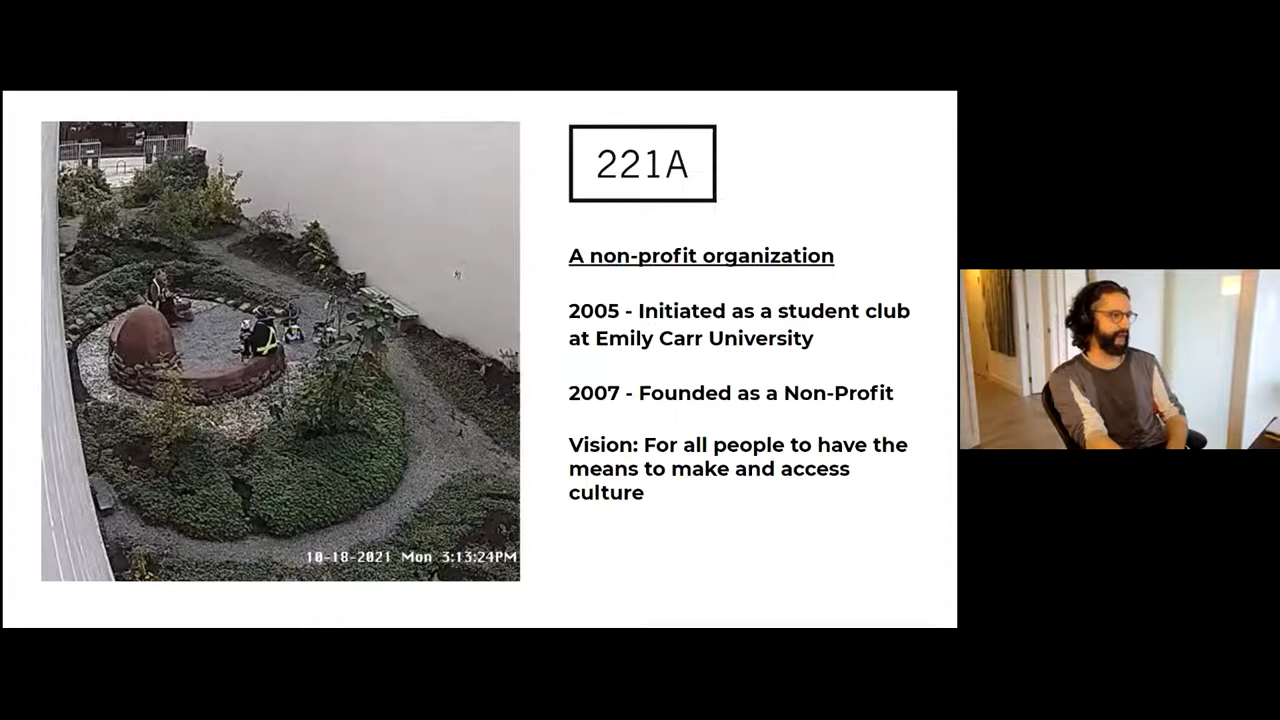 221A
A non-profit organization
2005 - Initiated as a student club
at Emily Carr University
2007 - Founded as a Non-Profit
Vision: For all people to have the
means to make and access
culture
10-18-2021 Mon 3:13:24PM